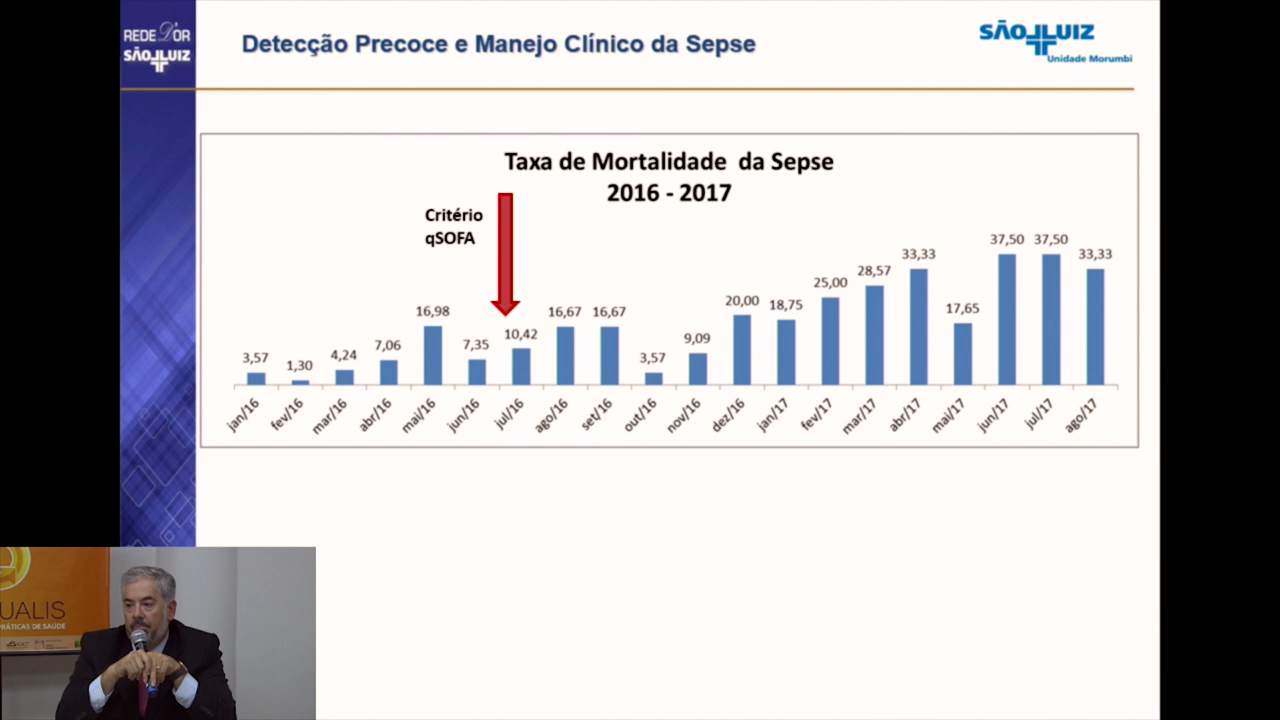 REDE D'OR
SÃO LUIZ
Detecção Precoce e Manejo Clínico da Sepse
SÃO LUIZ
Unidade Morumbi
Taxa de Mortalidade da Sepse
2016 - 2017
Critério
qSOFA
3,57 1,30 4,24 7,06 16,98 7,35 10,42 16,67 16,67 3,57 9,09 20,00 18,75 25,00 28,57 33,33 17,65 37,50 37,50 33,33
jan/16 fev/16 mar/16 abr/16 mai/16 jun/16 jul/16 ago/16 set/16 out/16 nov/16 dez/16 jan/17 fev/17 mar/17 abr/17 mai/17 jun/17 jul/17 ago/17
UALIS
PRÁTICAS DE SAÚDE